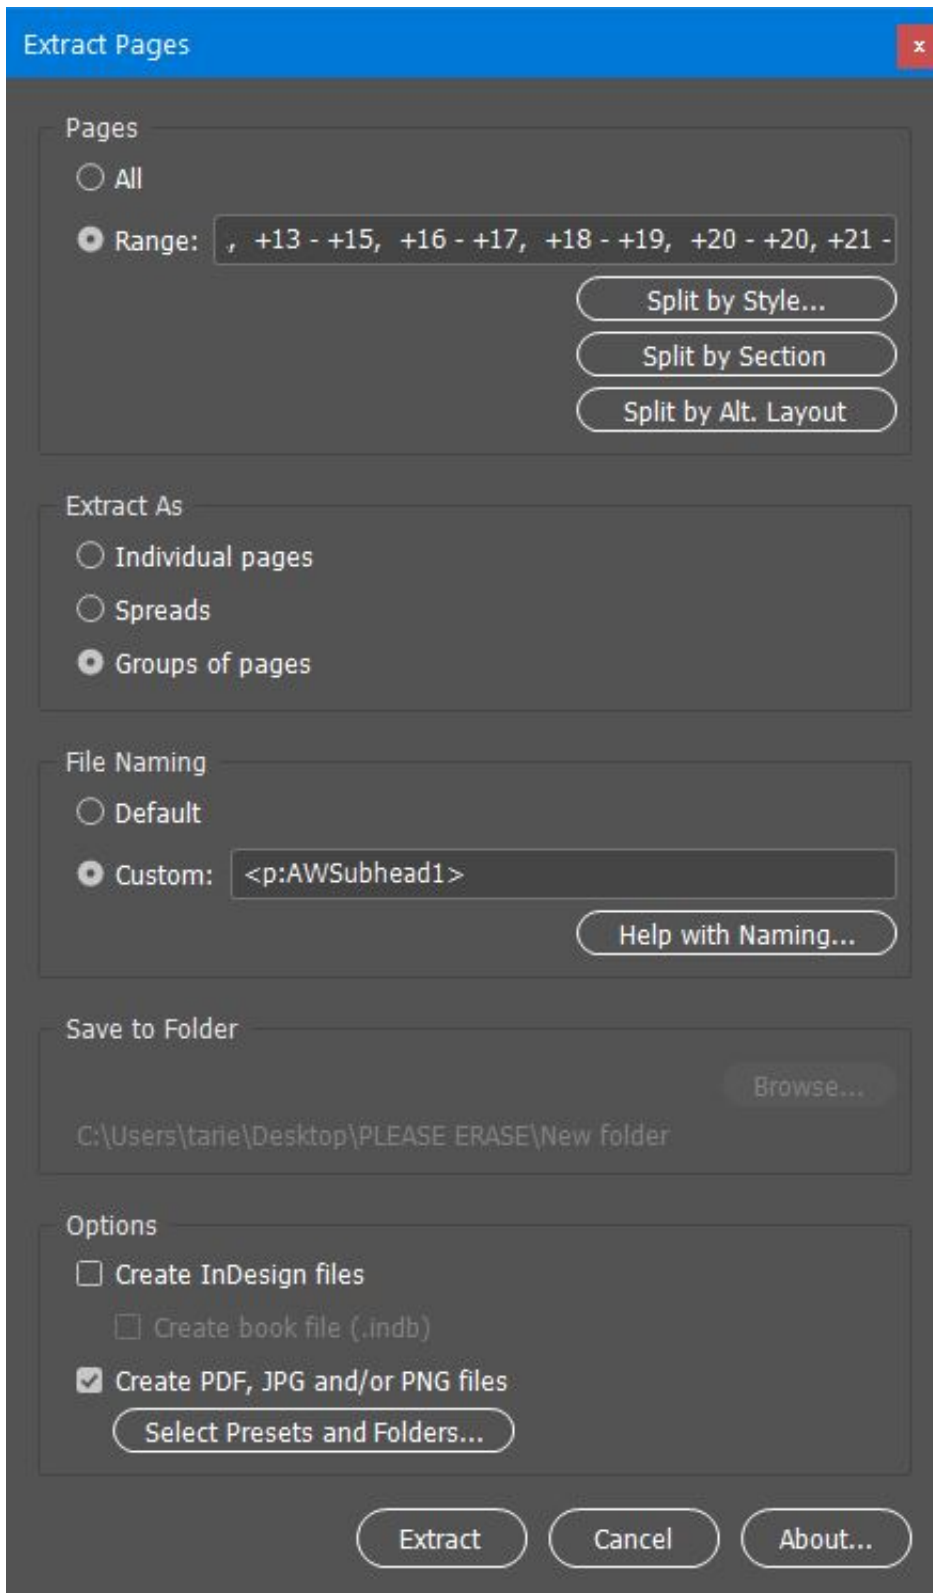 Extract Pages
x
Pages
All
Range: , +13 - +15, +16 - +17, +18 - +19, +20 - +20, +21 -
Split by Style...
Split by Section
Split by Alt. Layout
Extract As
Individual pages
Spreads
Groups of pages
File Naming
Default
Custom: <p:AWSubhead1>
Help with Naming...
Save to Folder
Browse...
C:\Users\tarie\Desktop\PLEASE ERASE\New folder
Options
Create InDesign files
Create book file (.indb)
Create PDF, JPG and/or PNG files
Select Presets and Folders...
Extract Cancel About...